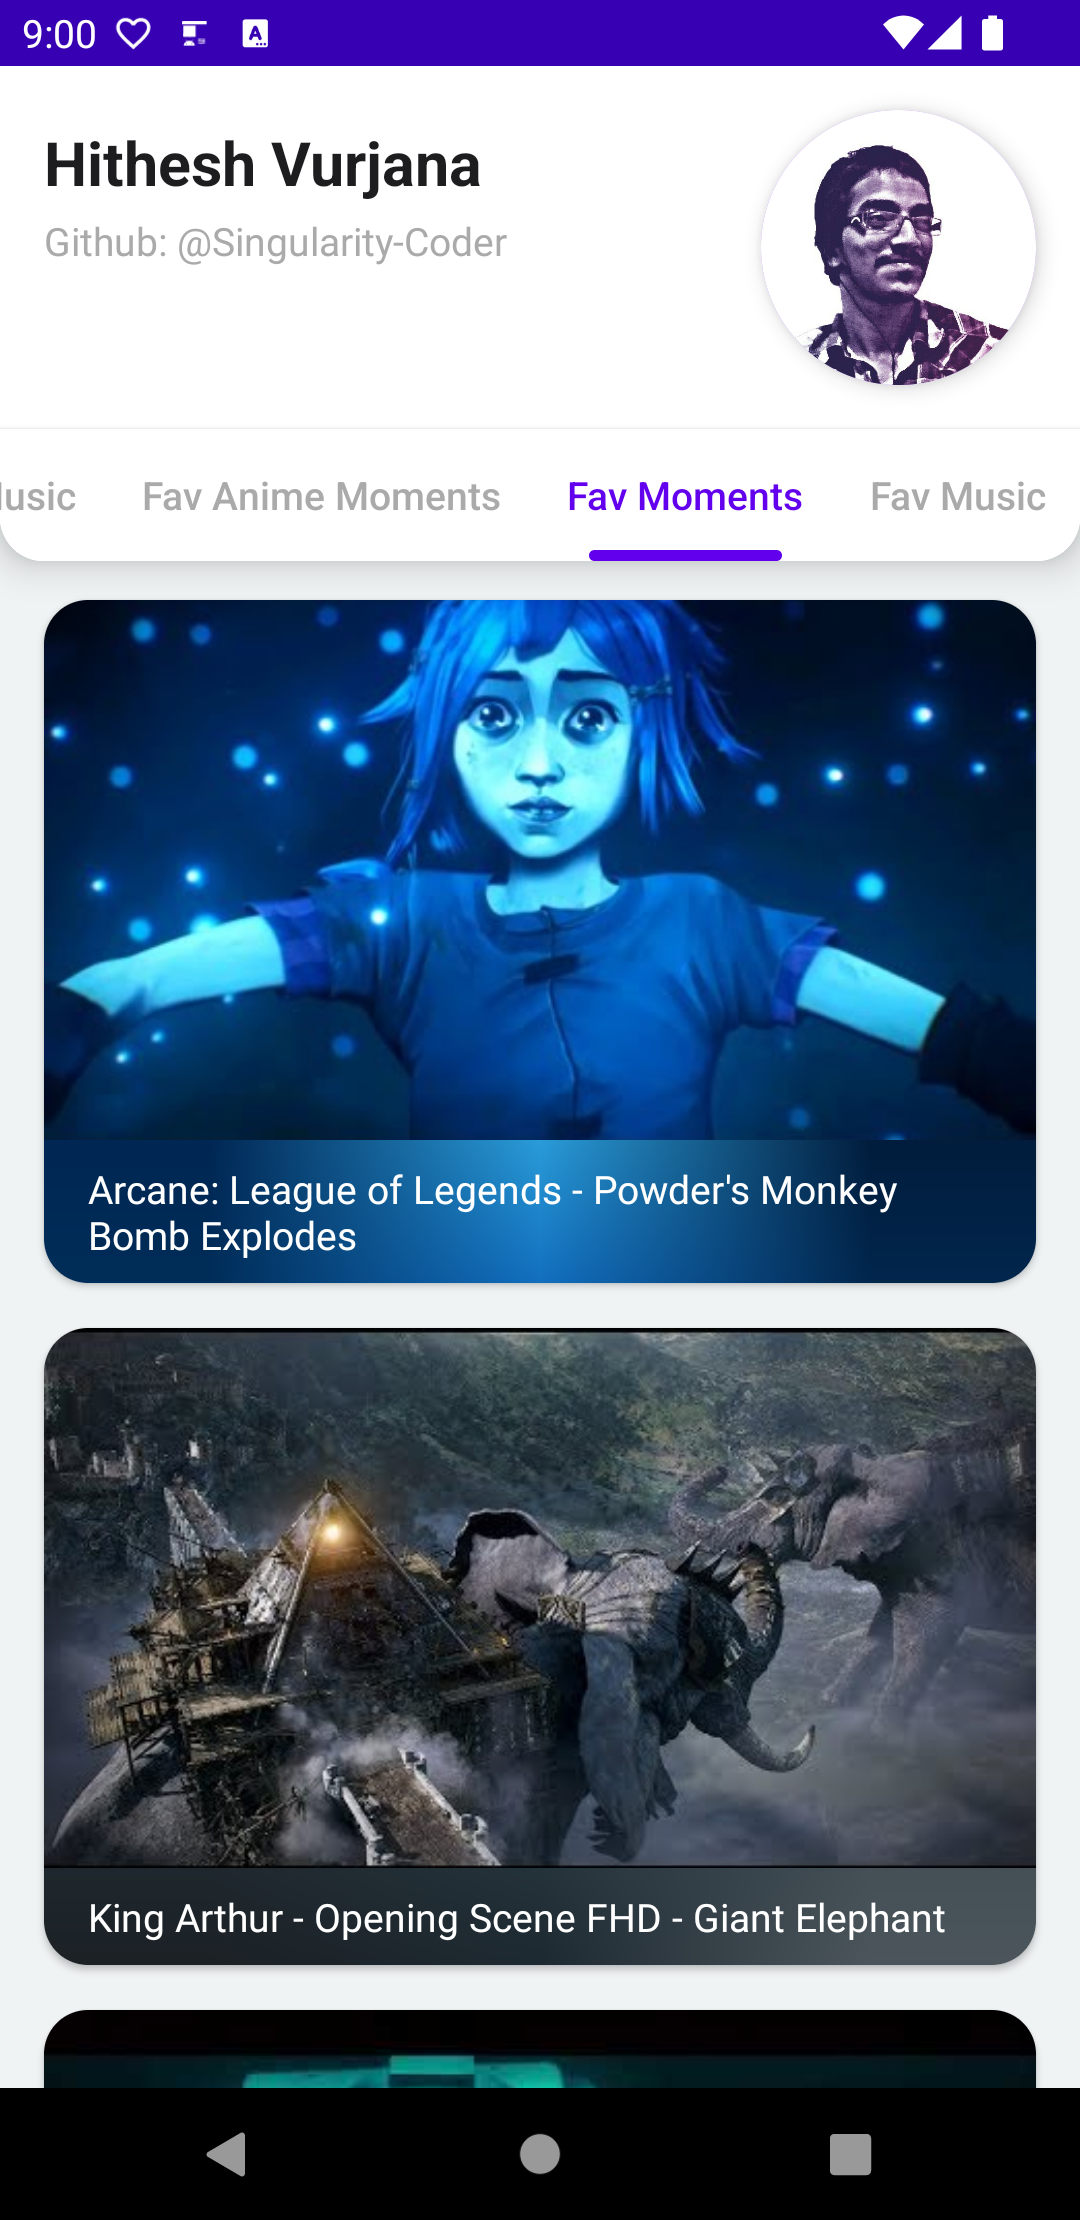 9:00
Hithesh Vurjana
Github: @Singularity-Coder
usic Fav Anime Moments Fav Moments Fav Music
Arcane: League of Legends - Powder's Monkey
Bomb Explodes
King Arthur - Opening Scene FHD - Giant Elephant